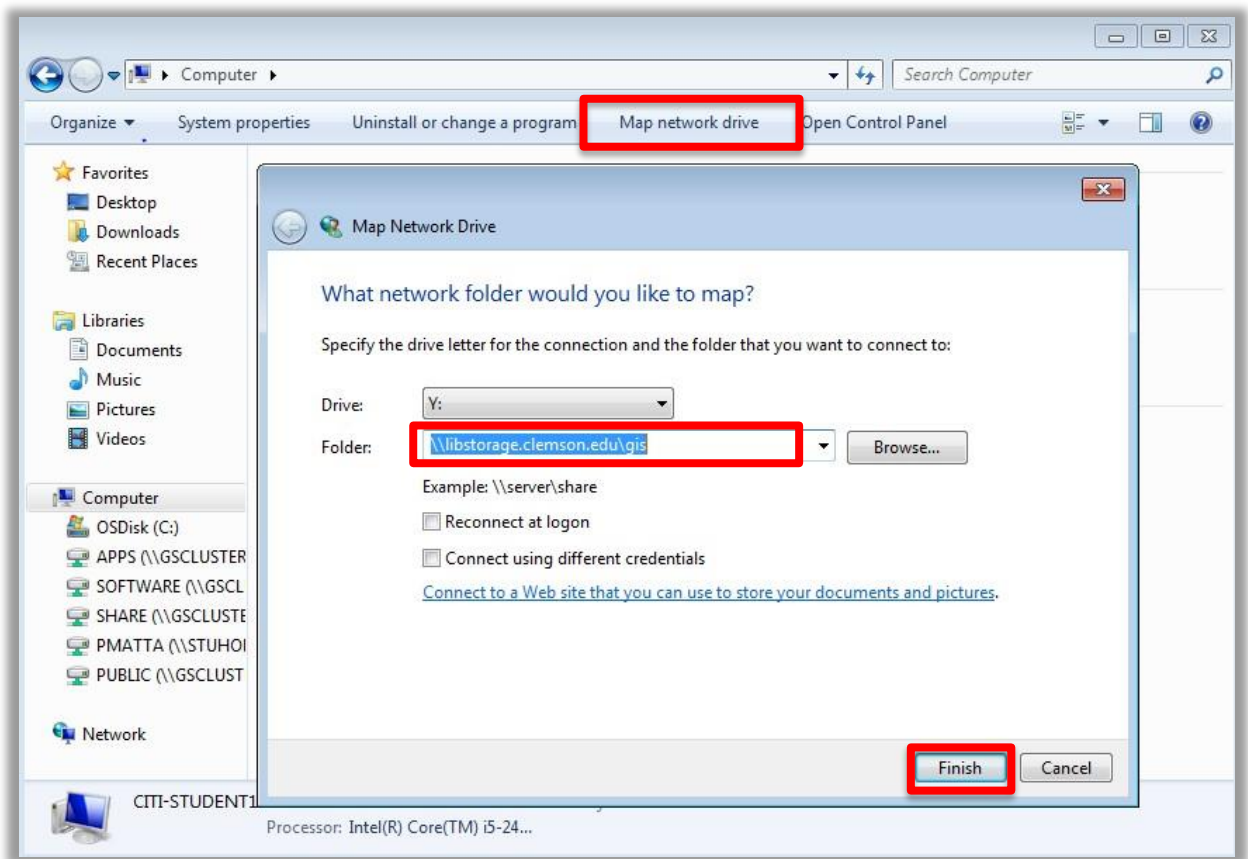 Computer
Search Computer
Organize
System properties
Uninstall or change a program
Map network drive
Open Control Panel
Favorites
Desktop
Downloads
Recent Places
Libraries
Documents
Music
Pictures
Videos
Computer
OSDisk (C:)
APPS (\\GSCLUSTER
SOFTWARE (\\GSCL
SHARE (\\GSCLUSTE
PMATTA (\\STUHO
PUBLIC (\\GSCLUST
Network
Map Network Drive
What network folder would you like to map?
Specify the drive letter for the connection and the folder that you want to connect to:
Drive:
Y:
Folder:
\\libstorage.clemson.edu\gis
Browse...
Example: \\server\share
Reconnect at logon
Connect using different credentials
Connect to a Web site that you can use to store your documents and pictures.
Finish
Cancel
CITI-STUDENT1
Processor: Intel(R) Core(TM) i5-24...